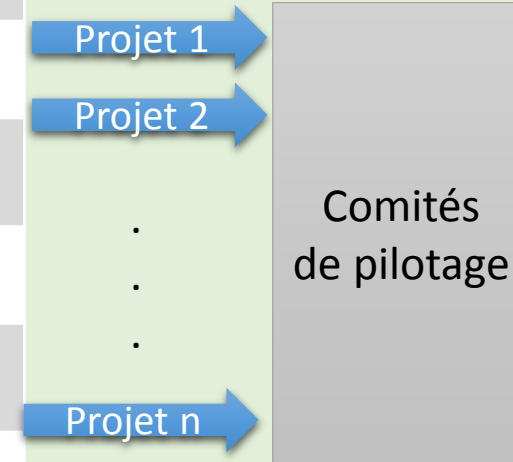 Projet 1
Projet 2
.
.
.
Projet n
Comités
de pilotage